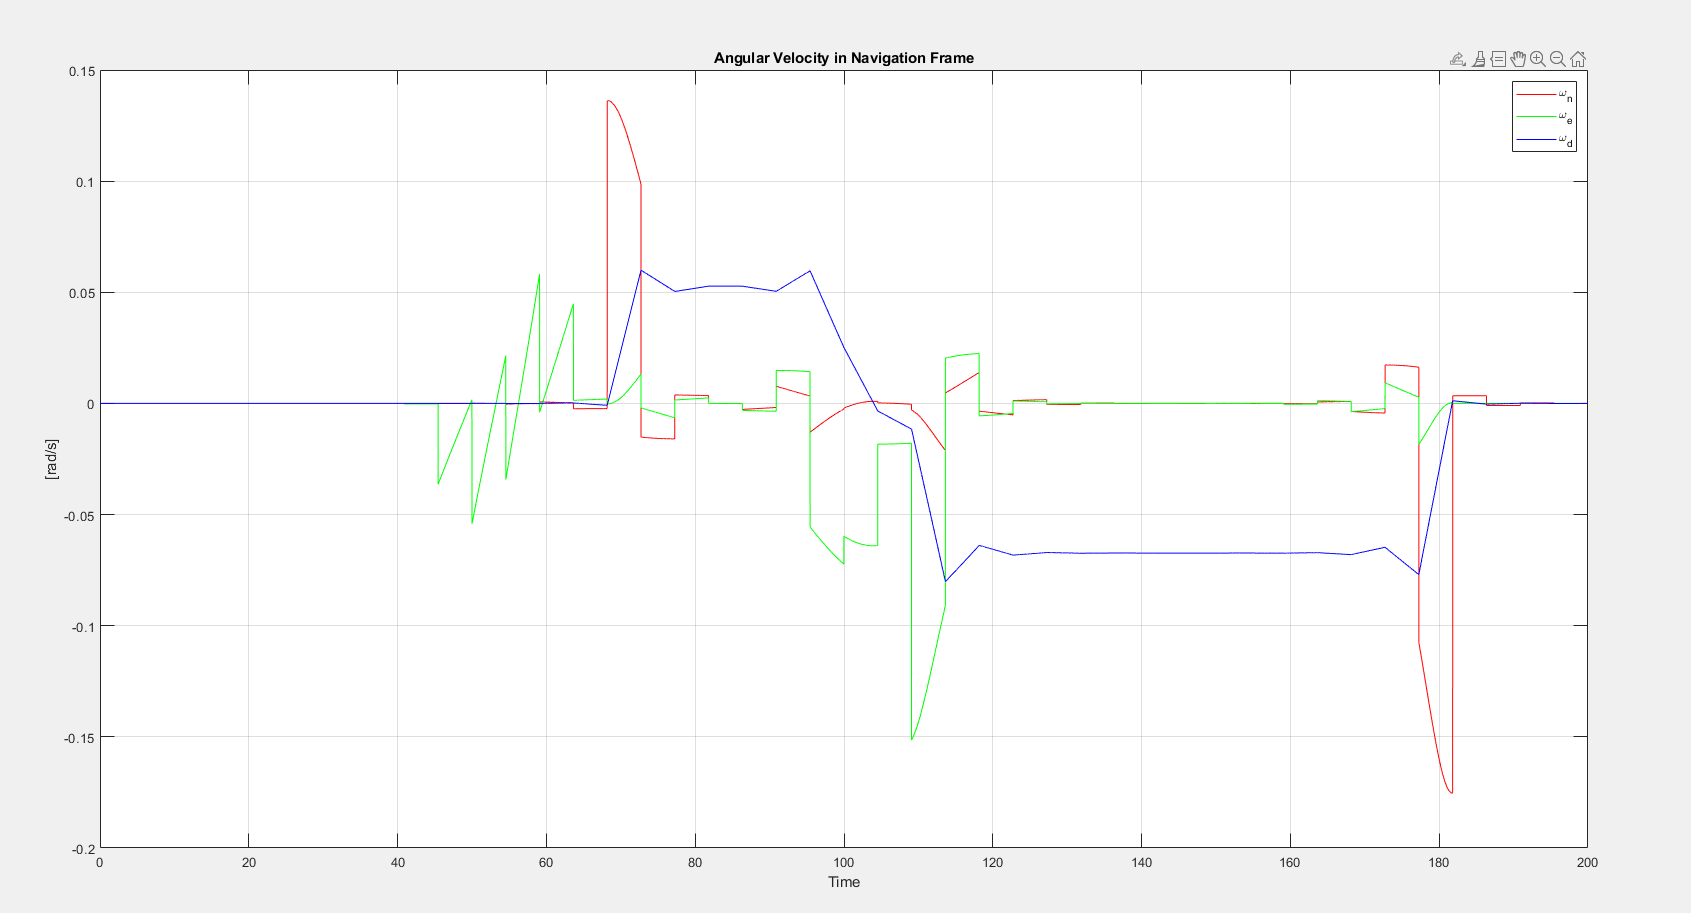 Angular Velocity in Navigation Frame
0.15
0.1
0.05
0
-0.05
-0.1
-0.15
-0.2
[rad/s]
ω_n
ω_e
ω_d
0 20 40 60 80 100 120 140 160 180 200
Time